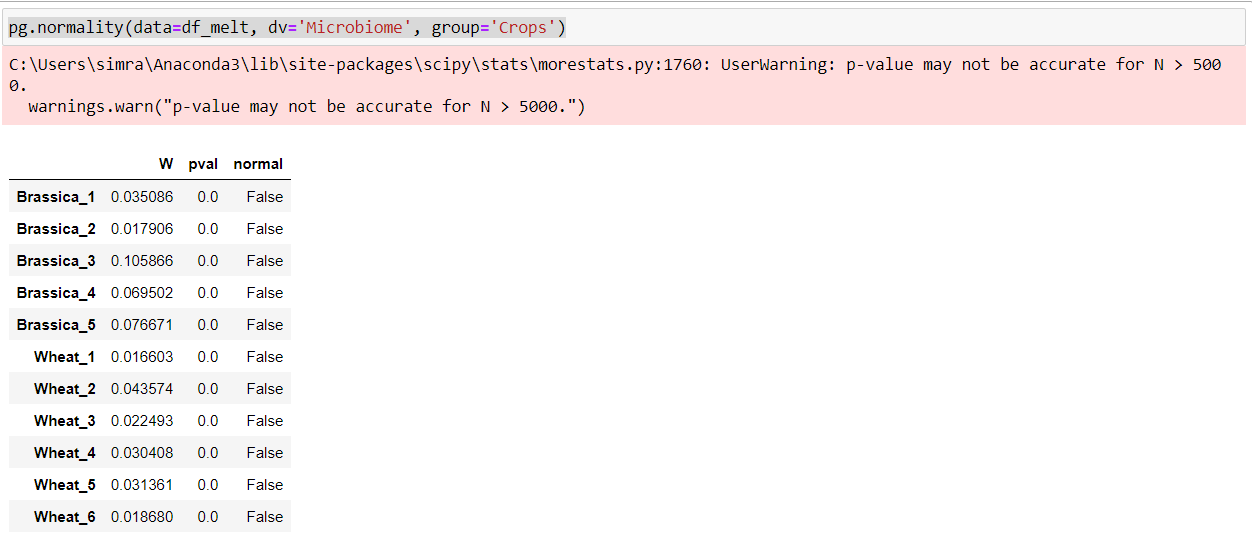 pg.normality(data=df_melt, dv='Microbiome', group='Crops')
C:\Users\simra\Anaconda3\lib\site-packages\scipy\stats\morestats.py:1760: UserWarning: p-value may not be accurate for N > 500
0.
warnings.warn("p-value may not be accurate for N > 5000.")
W pval normal
Brassica_1 0.035086 0.0 False
Brassica_2 0.017906 0.0 False
Brassica_3 0.105866 0.0 False
Brassica_4 0.069502 0.0 False
Brassica_5 0.076671 0.0 False
Wheat_1 0.016603 0.0 False
Wheat_2 0.043574 0.0 False
Wheat_3 0.022493 0.0 False
Wheat_4 0.030408 0.0 False
Wheat_5 0.031361 0.0 False
Wheat_6 0.018680 0.0 False